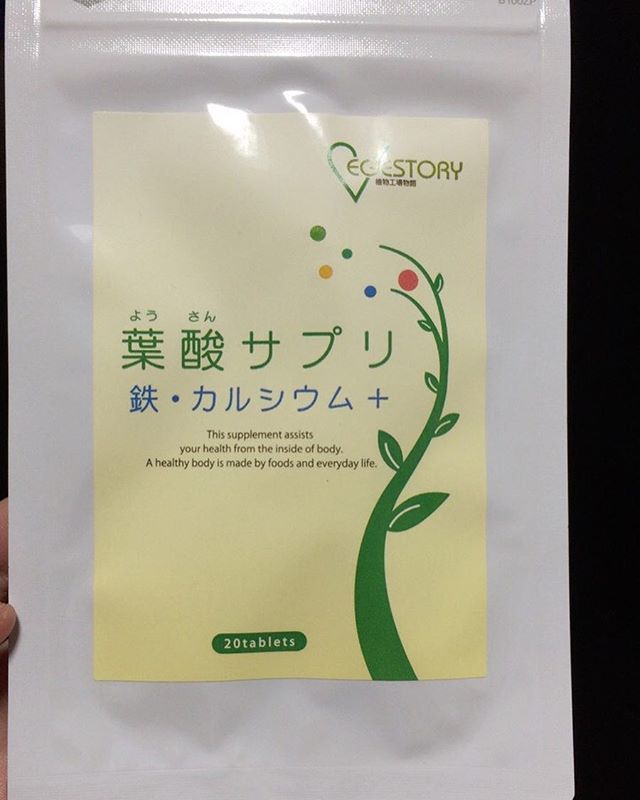 VEGESTORY
植物工場物語
よう さん
葉酸サプリ
鉄・カルシウム＋
This supplement assists
your health from the inside of body.
A healthy body is made by foods and everyday life.
20tablets